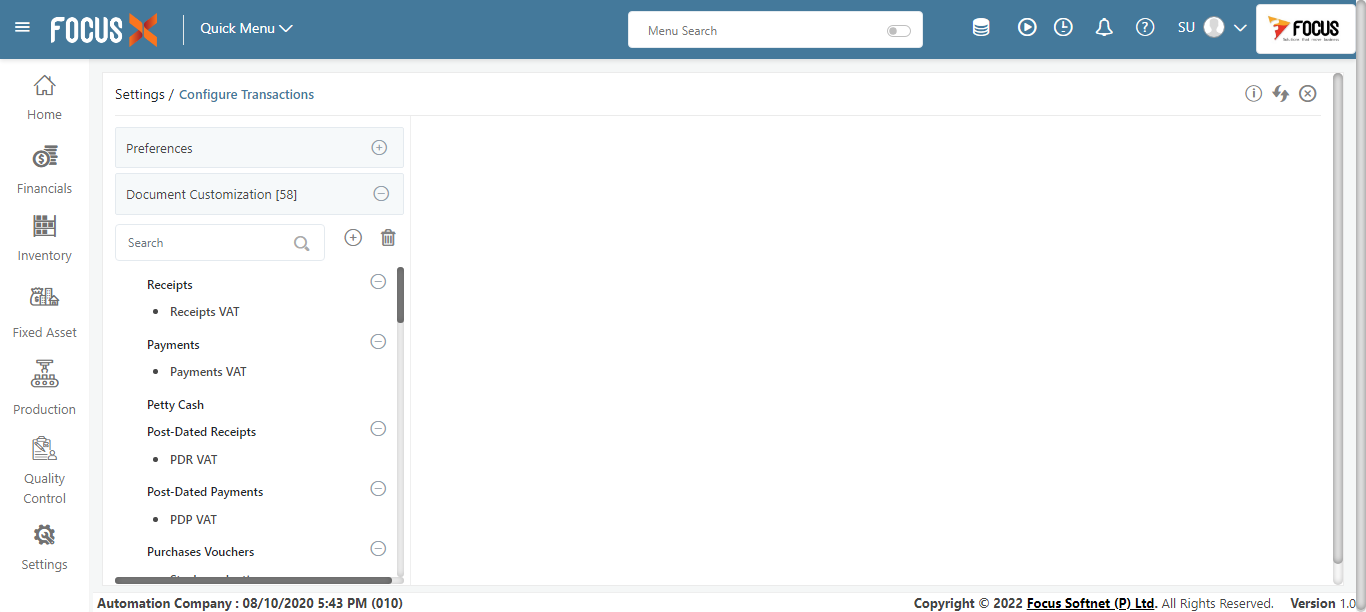 FOCUS X
Quick Menu
Menu Search
SU
FOCUS
Home
Financials
Inventory
Fixed Asset
Production
Quality
Control
Settings
Settings / Configure Transactions
Preferences
Document Customization [58]
Search
Receipts
Receipts VAT
Payments
Payments VAT
Petty Cash
Post-Dated Receipts
PDR VAT
Post-Dated Payments
PDP VAT
Purchases Vouchers
Automation Company : 08/10/2020 5:43 PM (010)
Copyright © 2022 Focus Softnet (P) Ltd. All Rights Reserved. Version 1.0